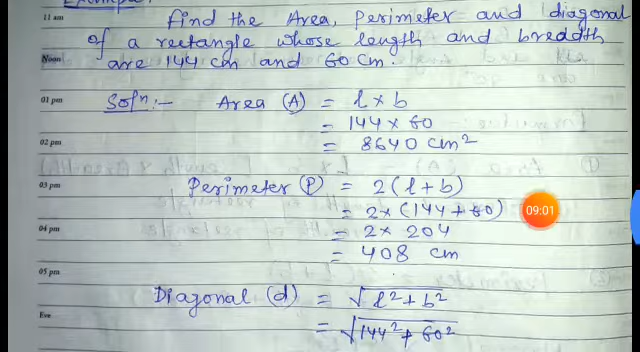 Example:
11 am
Find the Area, Perimeter and diagonal
of a rectangle whose length and breadth
Noon
are 144 cm and 60 cm.
01 pm
Soln:- Area (A) = l × b
= 144 × 60
02 pm
= 8640 cm²
03 pm
Perimeter (P) = 2(l + b)
= 2 × (144 + 60)
09:01
04 pm
= 2 × 204
= 408 cm
05 pm
Diagonal (d) = √l² + b²
Eve
= √144² + 60²